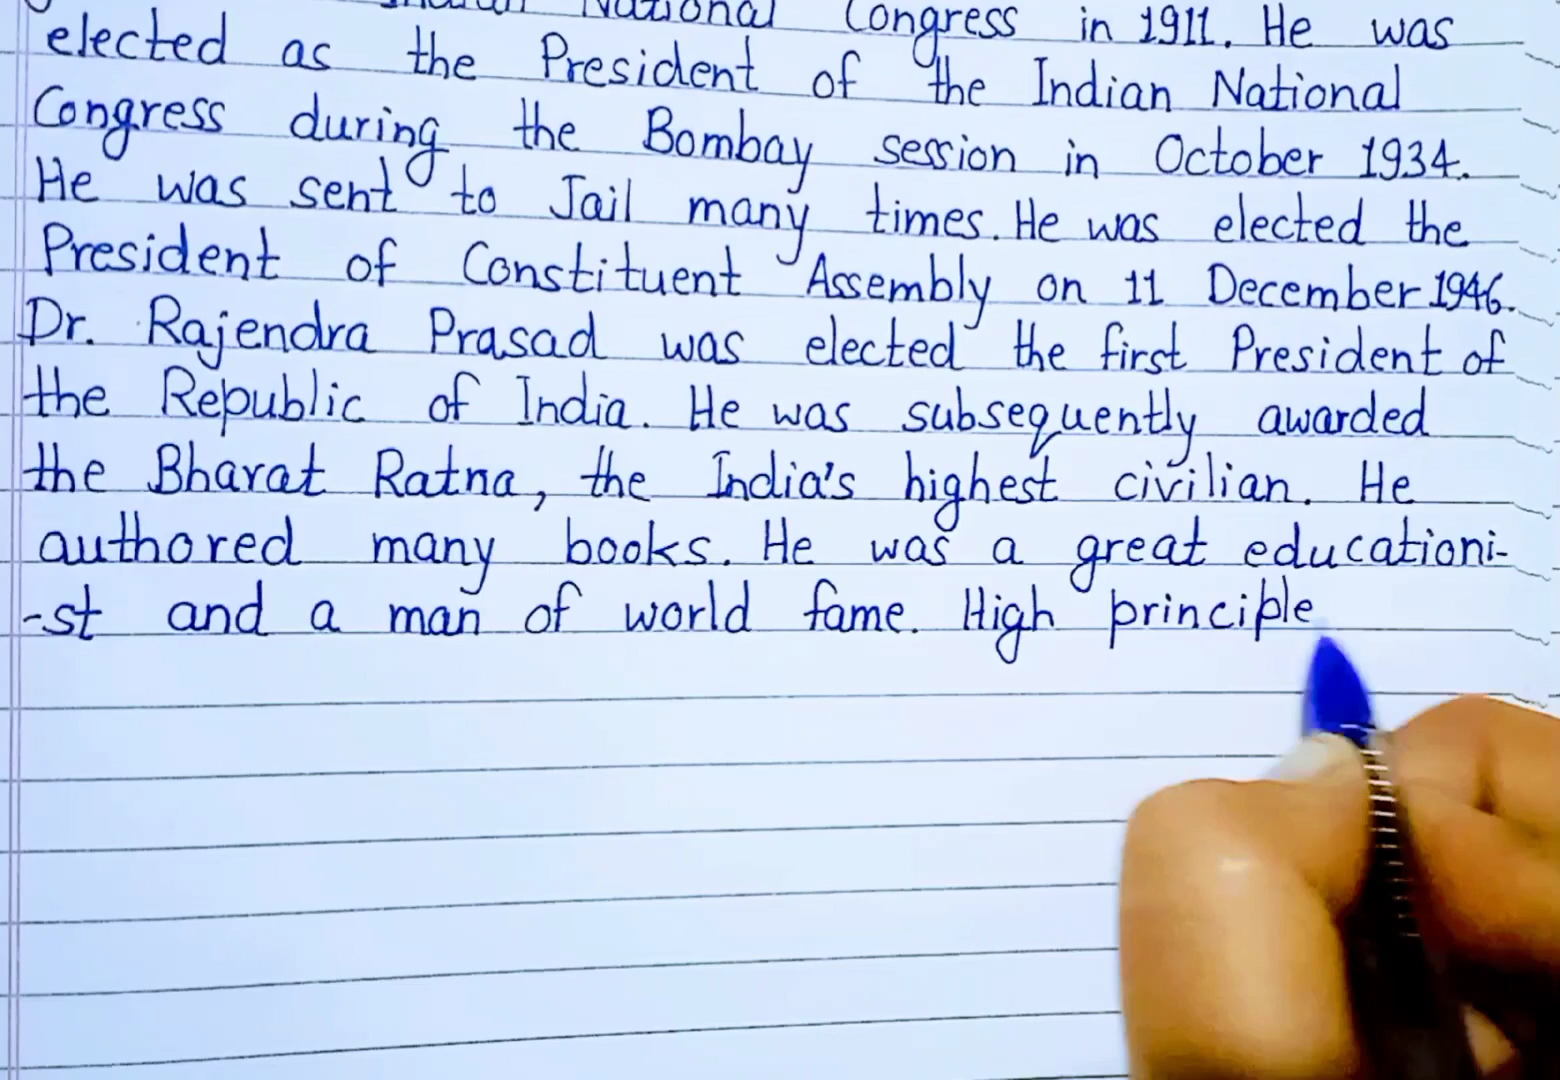 Indian National Congress in 1911. He was
elected as the President of the Indian National
Congress during the Bombay session in October 1934.
He was sent to Jail many times. He was elected the
President of Constituent Assembly on 11 December 1946.
Dr. Rajendra Prasad was elected the first President of
the Republic of India. He was subsequently awarded
the Bharat Ratna, the India's highest civilian. He
authored many books. He was a great educationi-
-st and a man of world fame. High principle